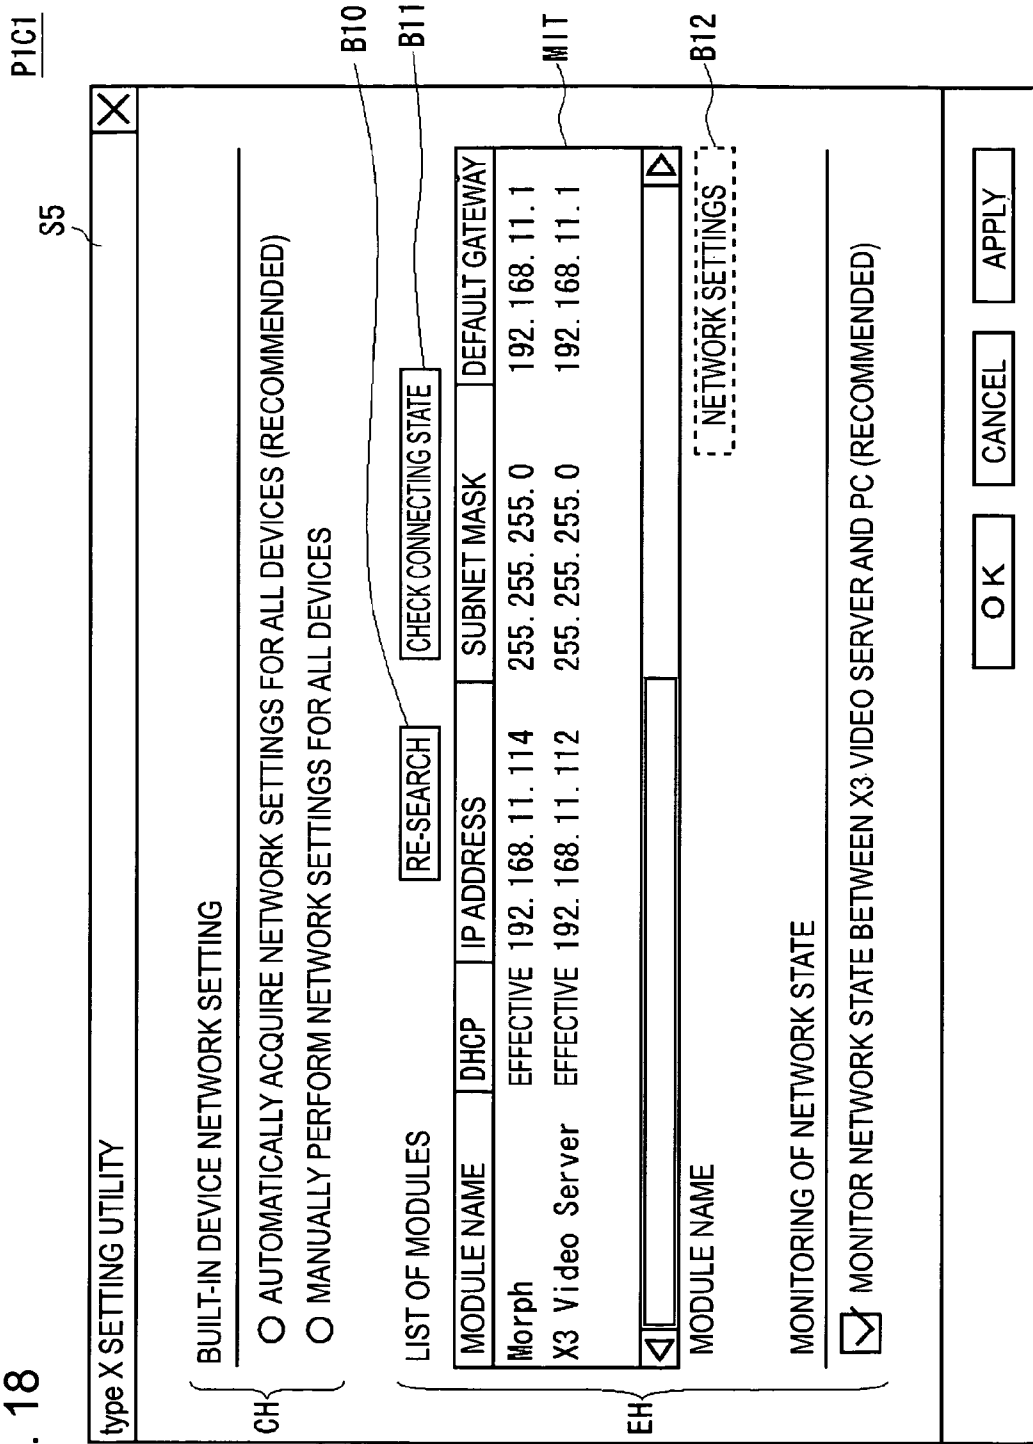 . 18
P1C1
S5
type X SETTING UTILITY
BUILT-IN DEVICE NETWORK SETTING
CH
AUTOMATICALLY ACQUIRE NETWORK SETTINGS FOR ALL DEVICES (RECOMMENDED)
MANUALLY PERFORM NETWORK SETTINGS FOR ALL DEVICES
B10
B11
LIST OF MODULES RE-SEARCH CHECK CONNECTING STATE
MODULE NAME DHCP IP ADDRESS SUBNET MASK DEFAULT GATEWAY
Morph EFFECTIVE 192.168.11.114 255.255.255.0 192.168.11.1
X3 Video Server EFFECTIVE 192.168.11.112 255.255.255.0 192.168.11.1
MIT
EH
MODULE NAME NETWORK SETTINGS
B12
MONITORING OF NETWORK STATE
MONITOR NETWORK STATE BETWEEN X3 VIDEO SERVER AND PC (RECOMMENDED)
OK CANCEL APPLY